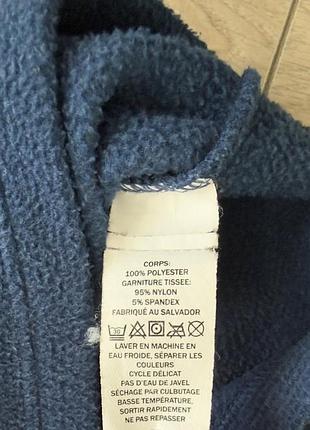 CORPS:
100% POLYESTER
GARNITURE TISSEE:
95% NYLON
5% SPANDEX
FABRIQUÉ AU SALVADOR
30
LAVER EN MACHINE EN
EAU FROIDE, SÉPARER LES
COULEURS
CYCLE DÉLICAT
PAS D'EAU DE JAVEL
SÉCHAGE PAR CULBUTAGE
BASSE TEMPÉRATURE,
SORTIR RAPIDEMENT
NE PAS REPASSER